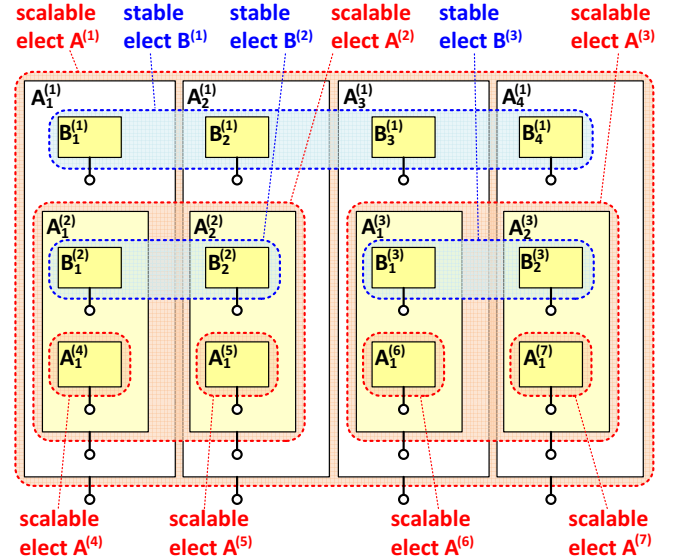 scalable stable stable scalable stable scalable
elect A^(1) elect B^(1) elect B^(2) elect A^(2) elect B^(3) elect A^(3)
A₁^(1) A₂^(1) A₃^(1) A₄^(1)
B₁^(1) B₂^(1) B₃^(1) B₄^(1)
A₁^(2) A₂^(2) A₁^(3) A₂^(3)
B₁^(2) B₂^(2) B₁^(3) B₂^(3)
A₁^(4) A₁^(5) A₁^(6) A₁^(7)
scalable scalable scalable scalable
elect A^(4) elect A^(5) elect A^(6) elect A^(7)